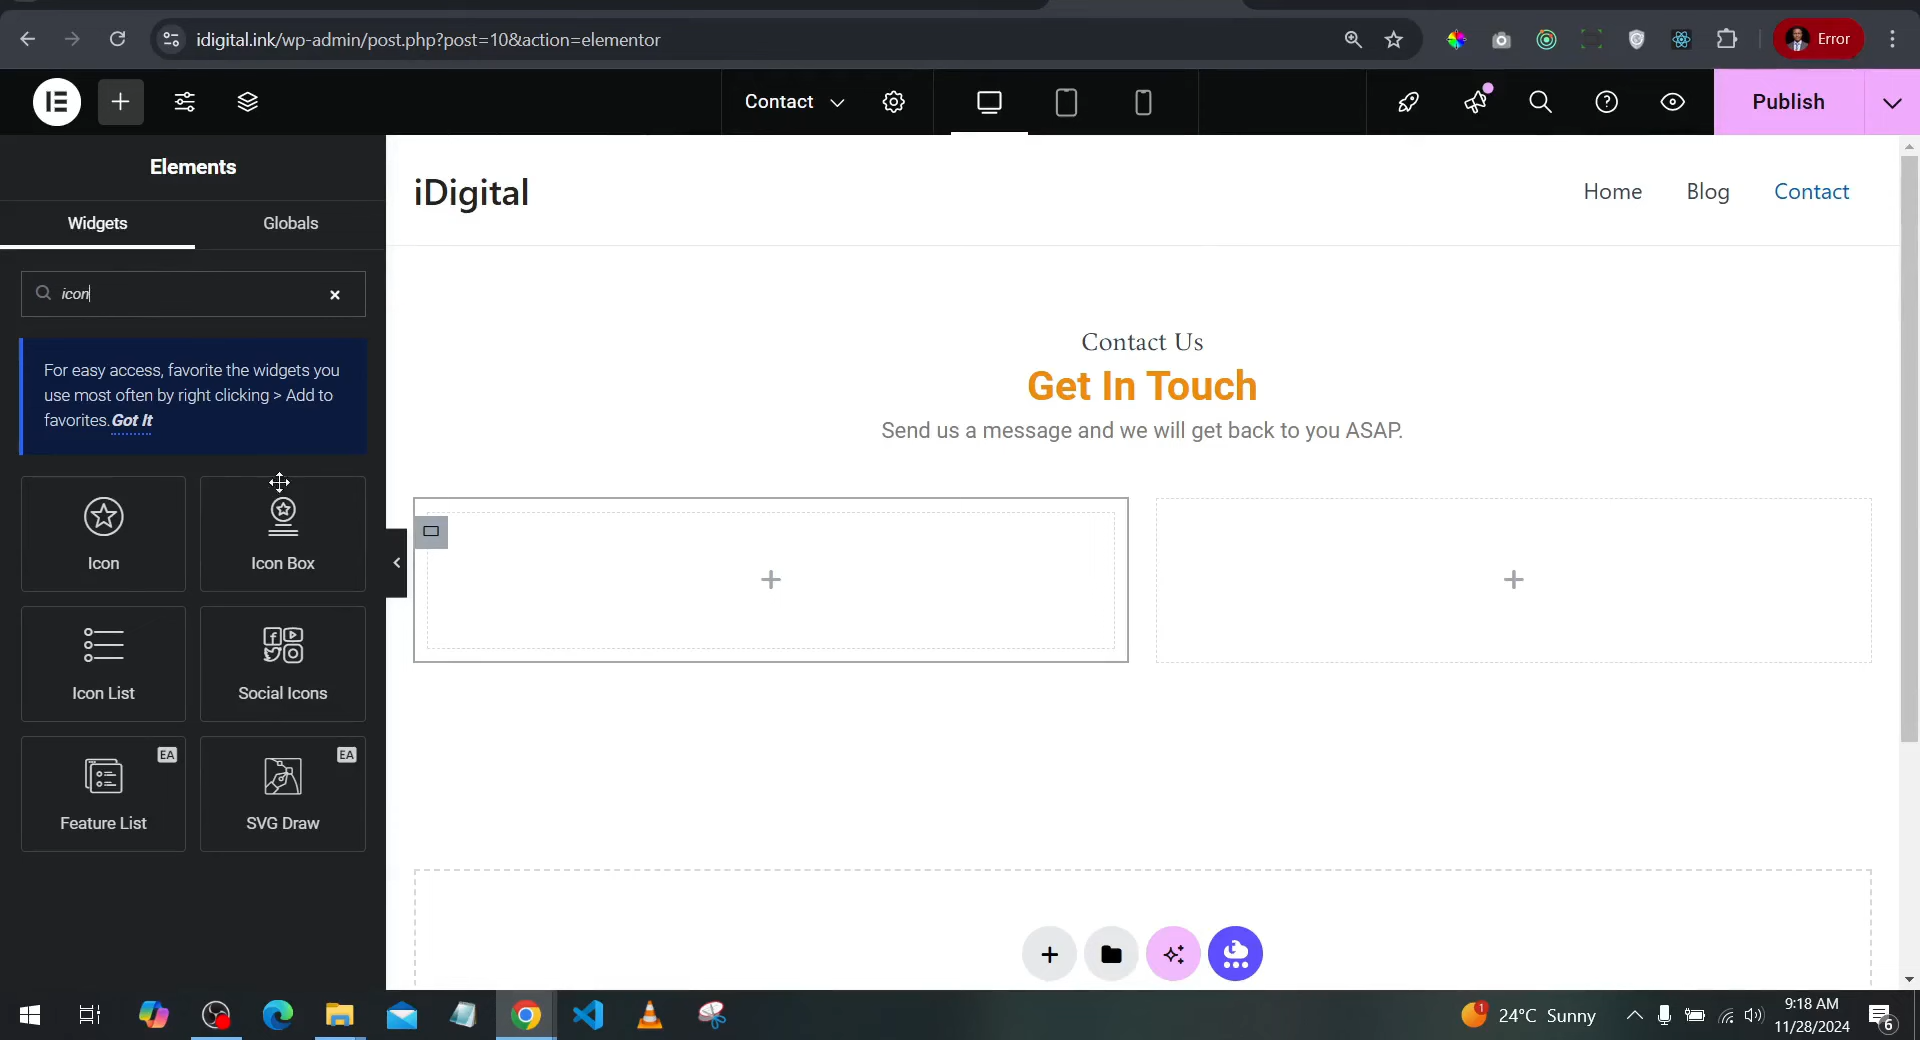 idigital.ink/wp-admin/post.php?post=10&action=elementor
Error
Contact
Publish
Elements
Widgets
Globals
icon
For easy access, favorite the widgets you
use most often by right clicking > Add to
favorites. Got It
Icon
Icon Box
Icon List
Social Icons
EA
EA
Feature List
SVG Draw
iDigital
Home
Blog
Contact
Contact Us
Get In Touch
Send us a message and we will get back to you ASAP.
1
24°C Sunny
9:18 AM
11/28/2024
6